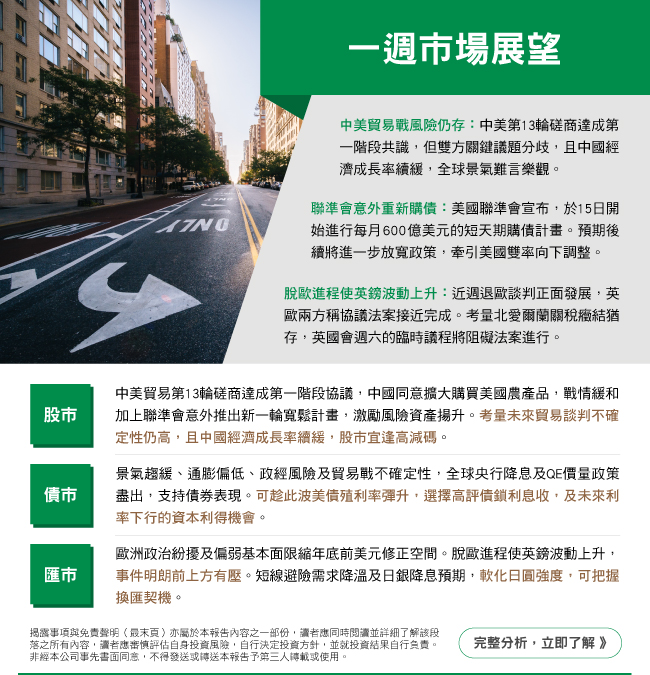 一週市場展望
中美貿易戰風險仍存：中美第13輪磋商達成第
一階段共識，但雙方關鍵議題分歧，且中國經
濟成長率續緩，全球景氣難言樂觀。
聯準會意外重新購債：美國聯準會宣布，於15日開
始進行每月600億美元的短天期購債計畫。預期後
續將進一步放寬政策，牽引美國雙率向下調整。
脫歐進程使英鎊波動上升：近週退歐談判正面發展，英
歐兩方稱協議法案接近完成。考量北愛爾蘭關稅癥結猶
存，英國會週六的臨時議程將阻礙法案進行。
ONLY
ONLY
股市
中美貿易第13輪磋商達成第一階段協議，中國同意擴大購買美國農產品，戰情緩和
加上聯準會意外推出新一輪寬鬆計畫，激勵風險資產揚升。考量未來貿易談判不確
定性仍高，且中國經濟成長率續緩，股市宜逢高減碼。
債市
景氣趨緩、通膨偏低、政經風險及貿易戰不確定性，全球央行降息及QE價量政策
盡出，支持債券表現。可趁此波美債殖利率彈升，選擇高評債鎖利息收，及未來利
率下行的資本利得機會。
匯市
歐洲政治紛擾及偏弱基本面限縮年底前美元修正空間。脫歐進程使英鎊波動上升，
事件明朗前上方有壓。短線避險需求降溫及日銀降息預期，軟化日圓強度，可把握
換匯契機。
揭露事項與免責聲明（最末頁）亦屬於本報告內容之一部份，讀者應同時閱讀並詳細了解該段
落之所有內容，讀者應審慎評估自身投資風險，自行決定投資方針，並就投資結果自行負責。
非經本公司事先書面同意，不得發送或轉送本報告予第三人轉載或使用。
完整分析，立即了解 》